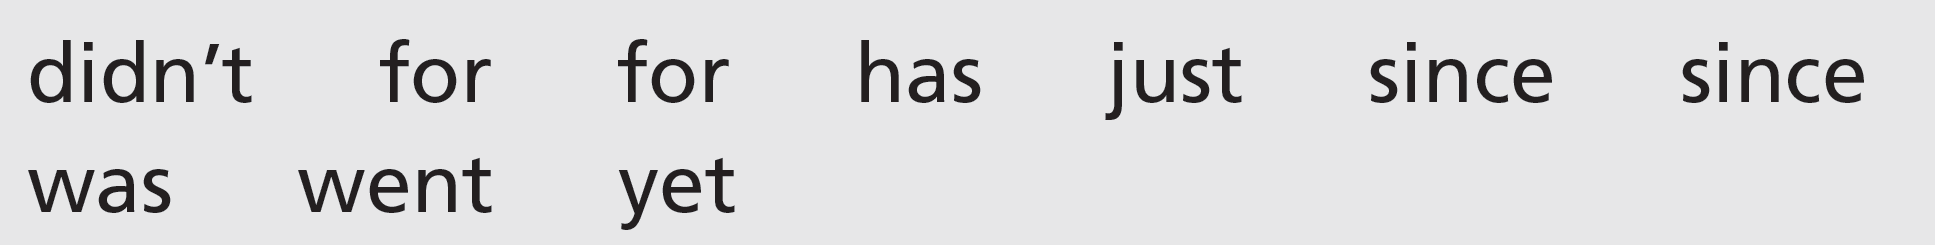 didn’t for for has just since since
was went yet